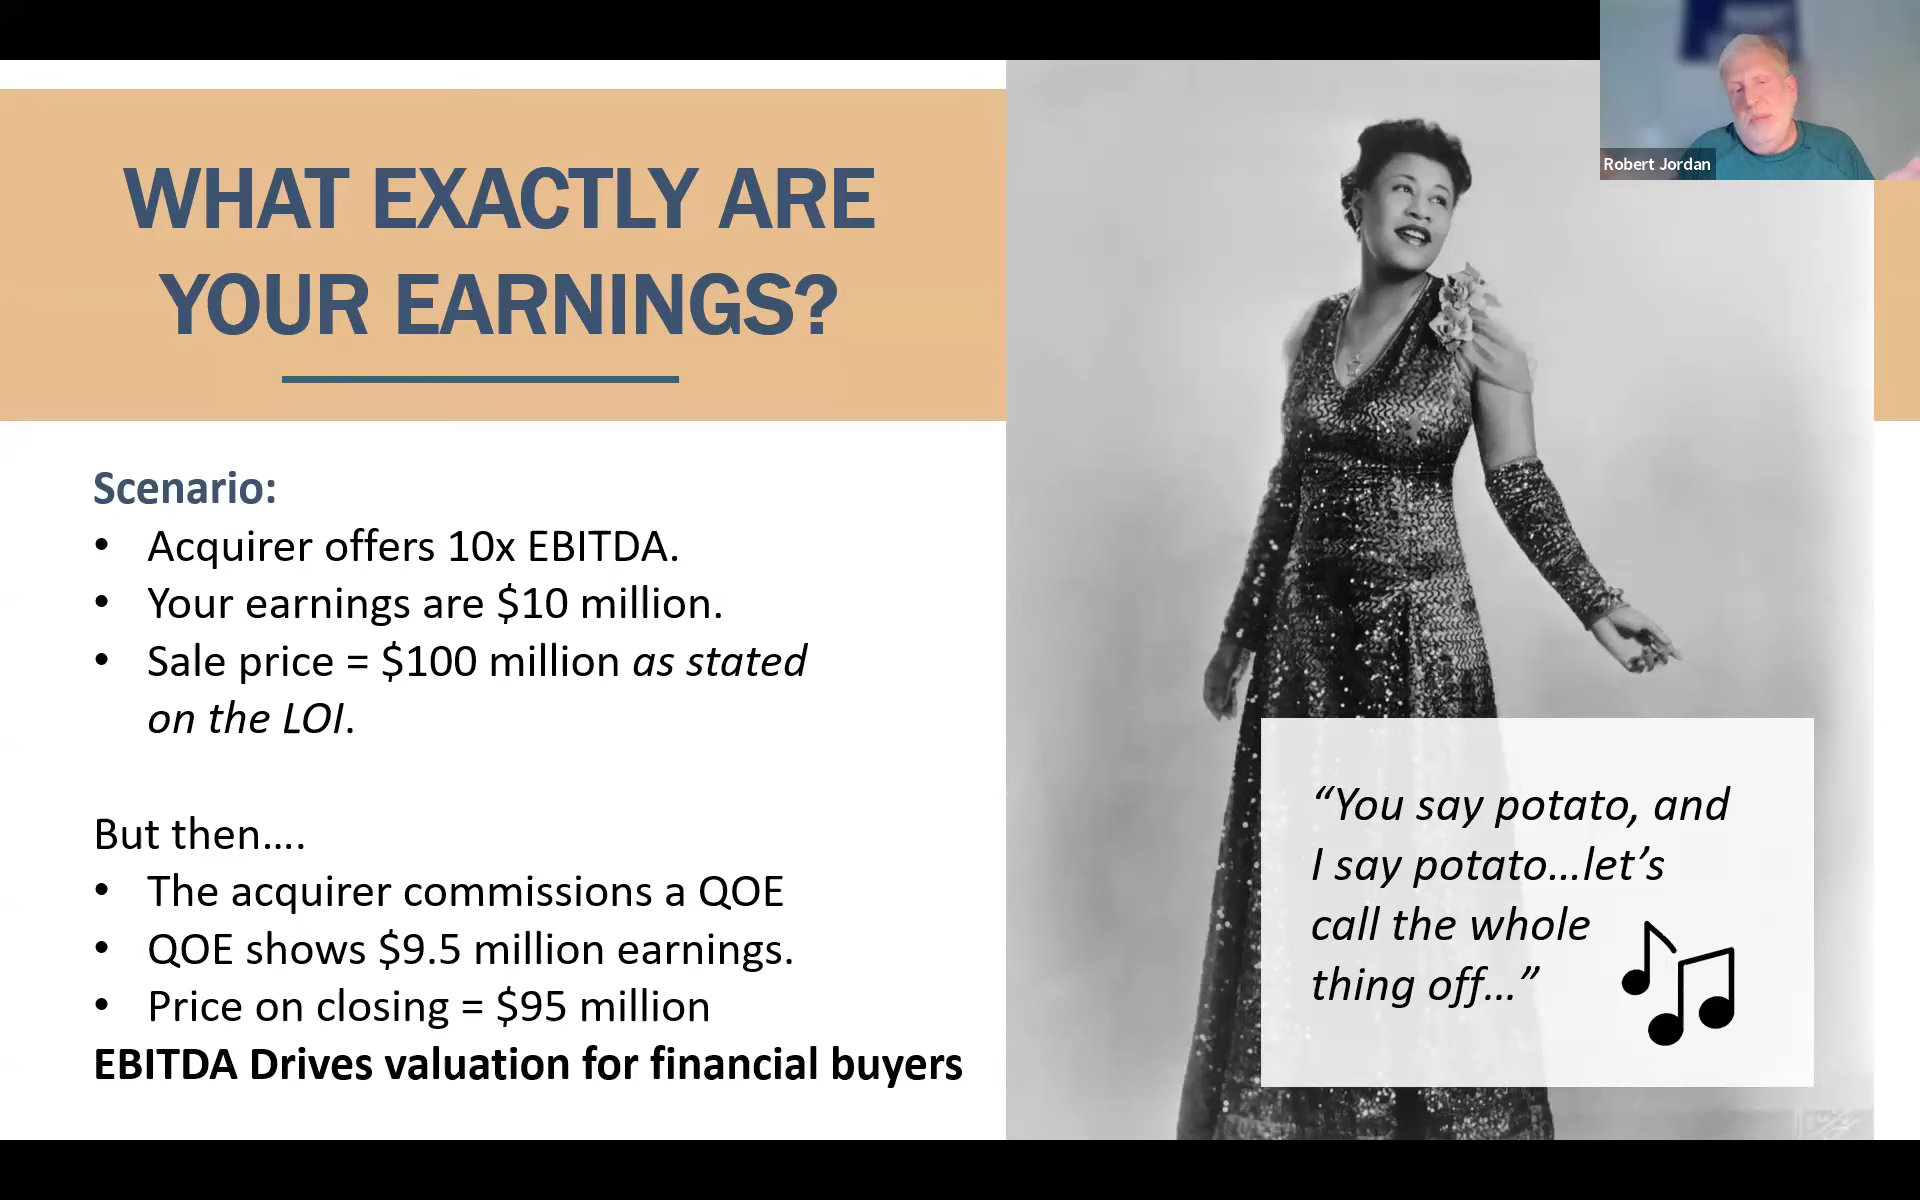 WHAT EXACTLY ARE
YOUR EARNINGS?
Scenario:
• Acquirer offers 10x EBITDA.
• Your earnings are $10 million.
• Sale price = $100 million as stated
on the LOI.
But then....
• The acquirer commissions a QOE
• QOE shows $9.5 million earnings.
• Price on closing = $95 million
EBITDA Drives valuation for financial buyers
“You say potato, and
I say potato...let’s
call the whole
thing off...”
Robert Jordan